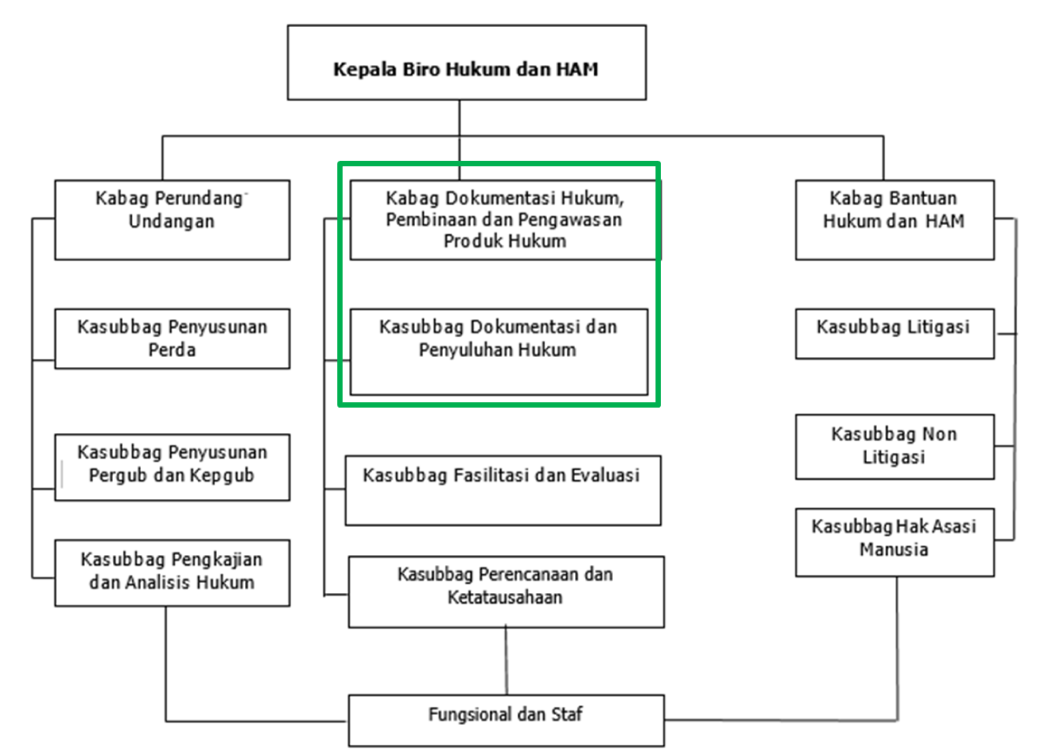 Kepala Biro Hukum dan HAM
Kabag Perundang-
Undangan
Kabag Dokumentasi Hukum,
Pembinaan dan Pengawasan
Produk Hukum
Kabag Bantuan
Hukum dan HAM
Kasubbag Penyusunan
Perda
Kasubbag Dokumentasi dan
Penyuluhan Hukum
Kasubbag Litigasi
Kasubbag Penyusunan
Pergub dan Kepgub
Kasubbag Fasilitasi dan Evaluasi
Kasubbag Non
Litigasi
Kasubbag Pengkajian
dan Analisis Hukum
Kasubbag Perencanaan dan
Ketatausahaan
Kasubbag Hak Asasi
Manusia
Fungsional dan Staf